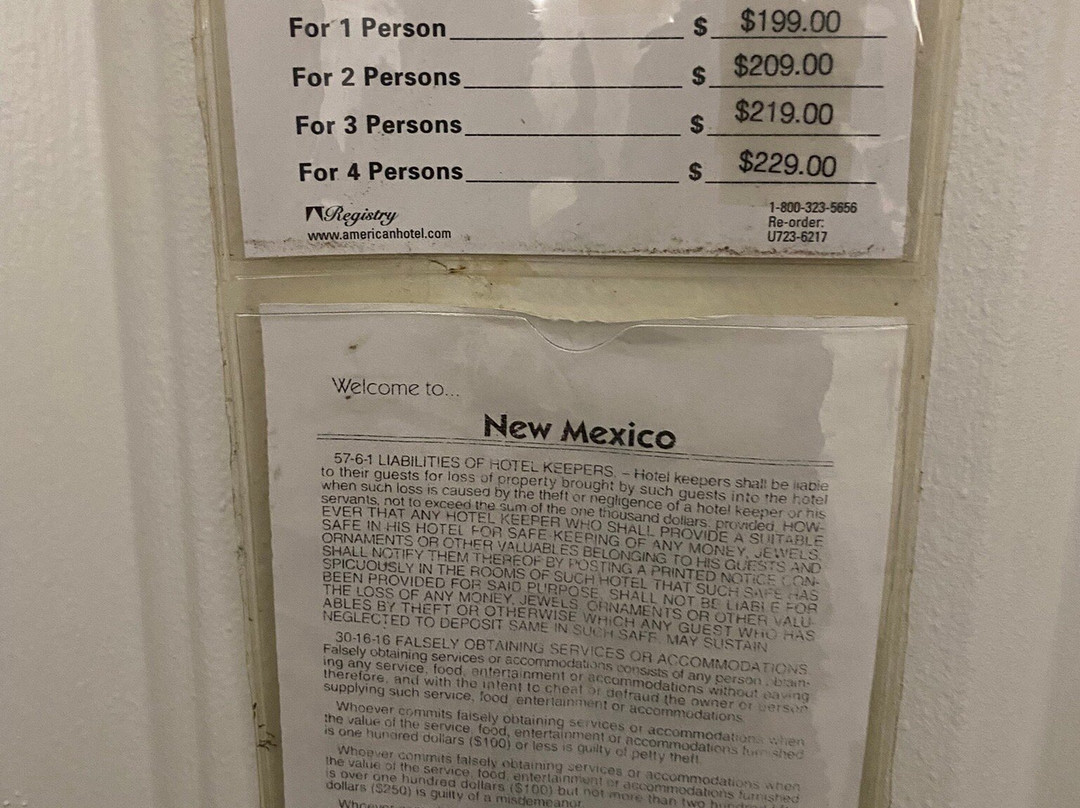 For 1 Person $ $199.00
For 2 Persons $ $209.00
For 3 Persons $ $219.00
For 4 Persons $ $229.00
Registry
www.americanhotel.com
1-800-323-5656
Re-order:
U723-6217
Welcome to...
New Mexico
57-6-1 LIABILITIES OF HOTEL KEEPERS. – Hotel keepers shall be liable
to their guests for loss of property brought by such guests into the hotel
when such loss is caused by the theft or negligence of a hotel keeper or his
servants, not to exceed the sum of the one thousand dollars: provided, HOW-
EVER THAT ANY HOTEL KEEPER WHO SHALL PROVIDE A SUITABLE
SAFE IN HIS HOTEL FOR SAFE-KEEPING OF ANY MONEY, JEWELS,
ORNAMENTS OR OTHER VALUABLES BELONGING TO HIS GUESTS AND
SHALL NOTIFY THEM THEREOF BY POSTING A PRINTED NOTICE CON-
SPICUOUSLY IN THE ROOMS OF SUCH HOTEL THAT SUCH SAFE HAS
BEEN PROVIDED FOR SAID PURPOSE, SHALL NOT BE LIABLE FOR
THE LOSS OF ANY MONEY, JEWELS, ORNAMENTS OR OTHER VALU-
ABLES BY THEFT OR OTHERWISE WHICH ANY GUEST WHO HAS
NEGLECTED TO DEPOSIT SAME IN SUCH SAFE MAY SUSTAIN
30-16-16 FALSELY OBTAINING SERVICES OR ACCOMMODATIONS.
Falsely obtaining services or accommodations consists of any person obtain-
ing any service, food, entertainment or accommodations without paying
therefore, and with the intent to cheat or defraud the owner or person
supplying such service, food, entertainment or accommodations.
Whoever commits falsely obtaining services or accommodations when
the value of the service, food, entertainment or accommodations furnished
is one hundred dollars ($100) or less is guilty of petty theft.
Whoever commits falsely obtaining services or accommodations when
the value of the service, food, entertainment or accommodations furnished
is over one hundred dollars ($100) but not more than two hundred
dollars ($250) is guilty of a misdemeanor.
Whoever